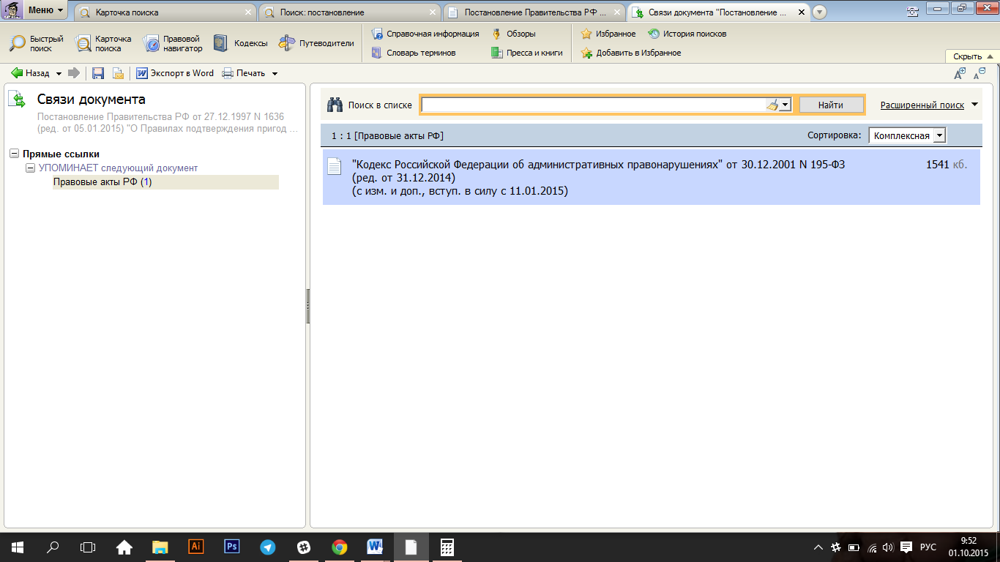 Меню
Карточка поиска
Поиск: постановление
Постановление Правительства РФ ...
Связи документа "Постановление ...
Быстрый
поиск
Карточка
поиска
Правовой
навигатор
Кодексы
Путеводители
Справочная информация
Словарь терминов
Обзоры
Пресса и книги
Избранное
Добавить в Избранное
История поисков
Скрыть
Назад
Экспорт в Word
Печать
Связи документа
Постановление Правительства РФ от 27.12.1997 N 1636
(ред. от 05.01.2015) "О Правилах подтверждения пригод ...
Прямые ссылки
УПОМИНАЕТ следующий документ
Правовые акты РФ (1)
Поиск в списке
Найти
Расширенный поиск
1 : 1 [Правовые акты РФ]
Сортировка:
Комплексная
"Кодекс Российской Федерации об административных правонарушениях" от 30.12.2001 N 195-ФЗ
(ред. от 31.12.2014)
(с изм. и доп., вступ. в силу с 11.01.2015)
1541 кб.
Ai
Ps
W
РУС
9:52
01.10.2015